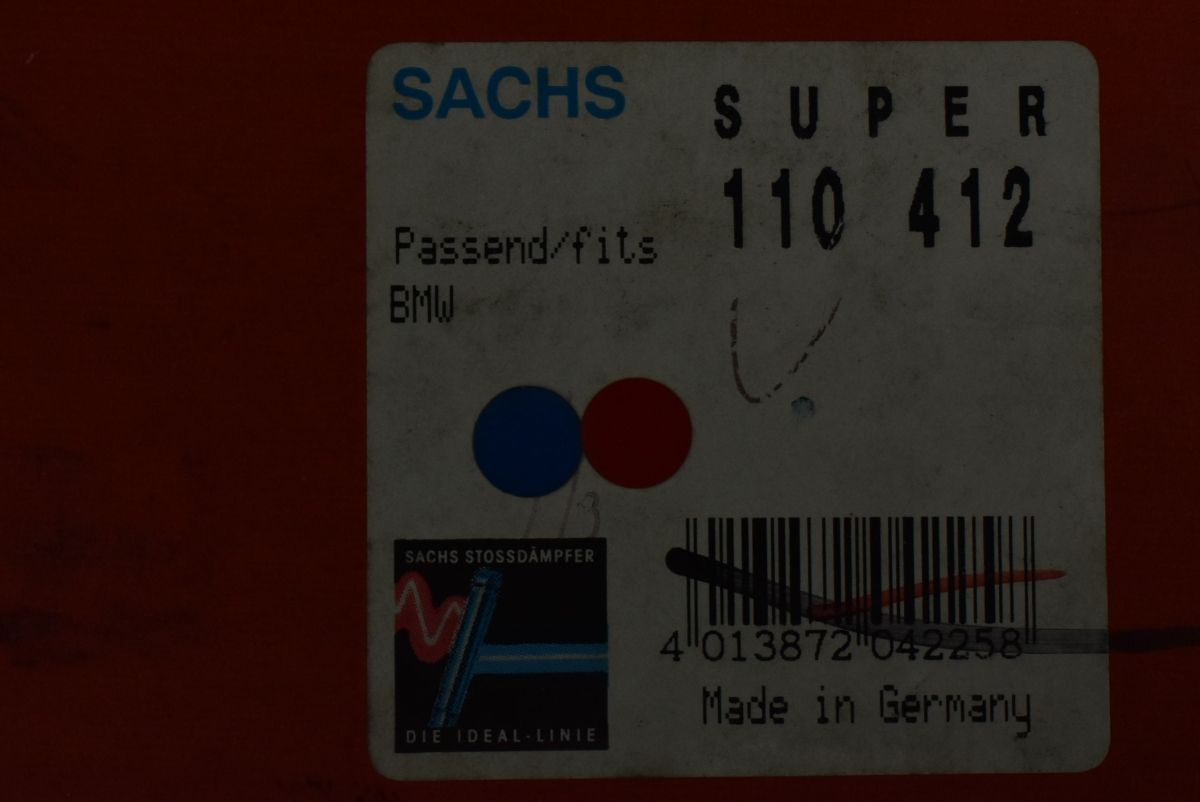 SACHS
SUPER
110 412
Passend/fits
BMW
SACHS STOSSDÄMPFER
DIE IDEAL-LINIE
4 013872 042258
Made in Germany